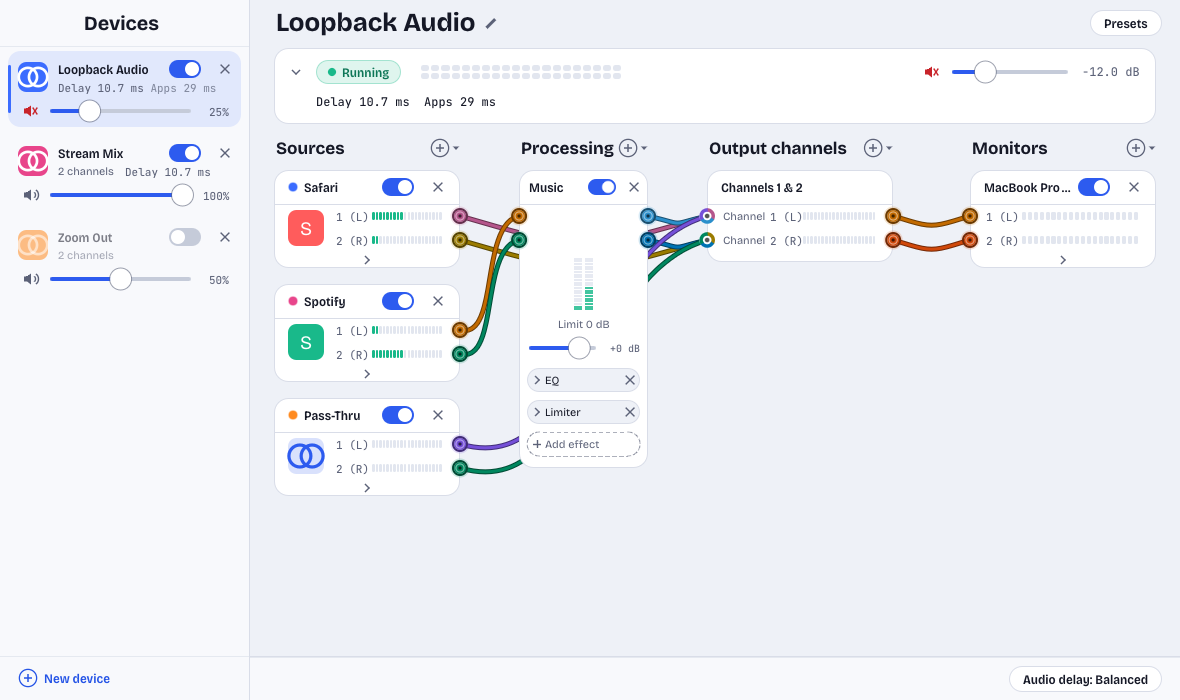 Devices
Loopback Audio
Delay 10.7 ms Apps 29 ms
25%
Stream Mix
2 channels Delay 10.7 ms
100%
Zoom Out
2 channels
50%
New device
Loopback Audio
Presets
Running
-12.0 dB
Delay 10.7 ms Apps 29 ms
Sources
Processing
Output channels
Monitors
Safari
S
1 (L)
2 (R)
Spotify
S
1 (L)
2 (R)
Pass-Thru
1 (L)
2 (R)
Music
Limit 0 dB
+0 dB
EQ
Limiter
Add effect
Channels 1 & 2
Channel 1 (L)
Channel 2 (R)
MacBook Pro...
1 (L)
2 (R)
Audio delay: Balanced